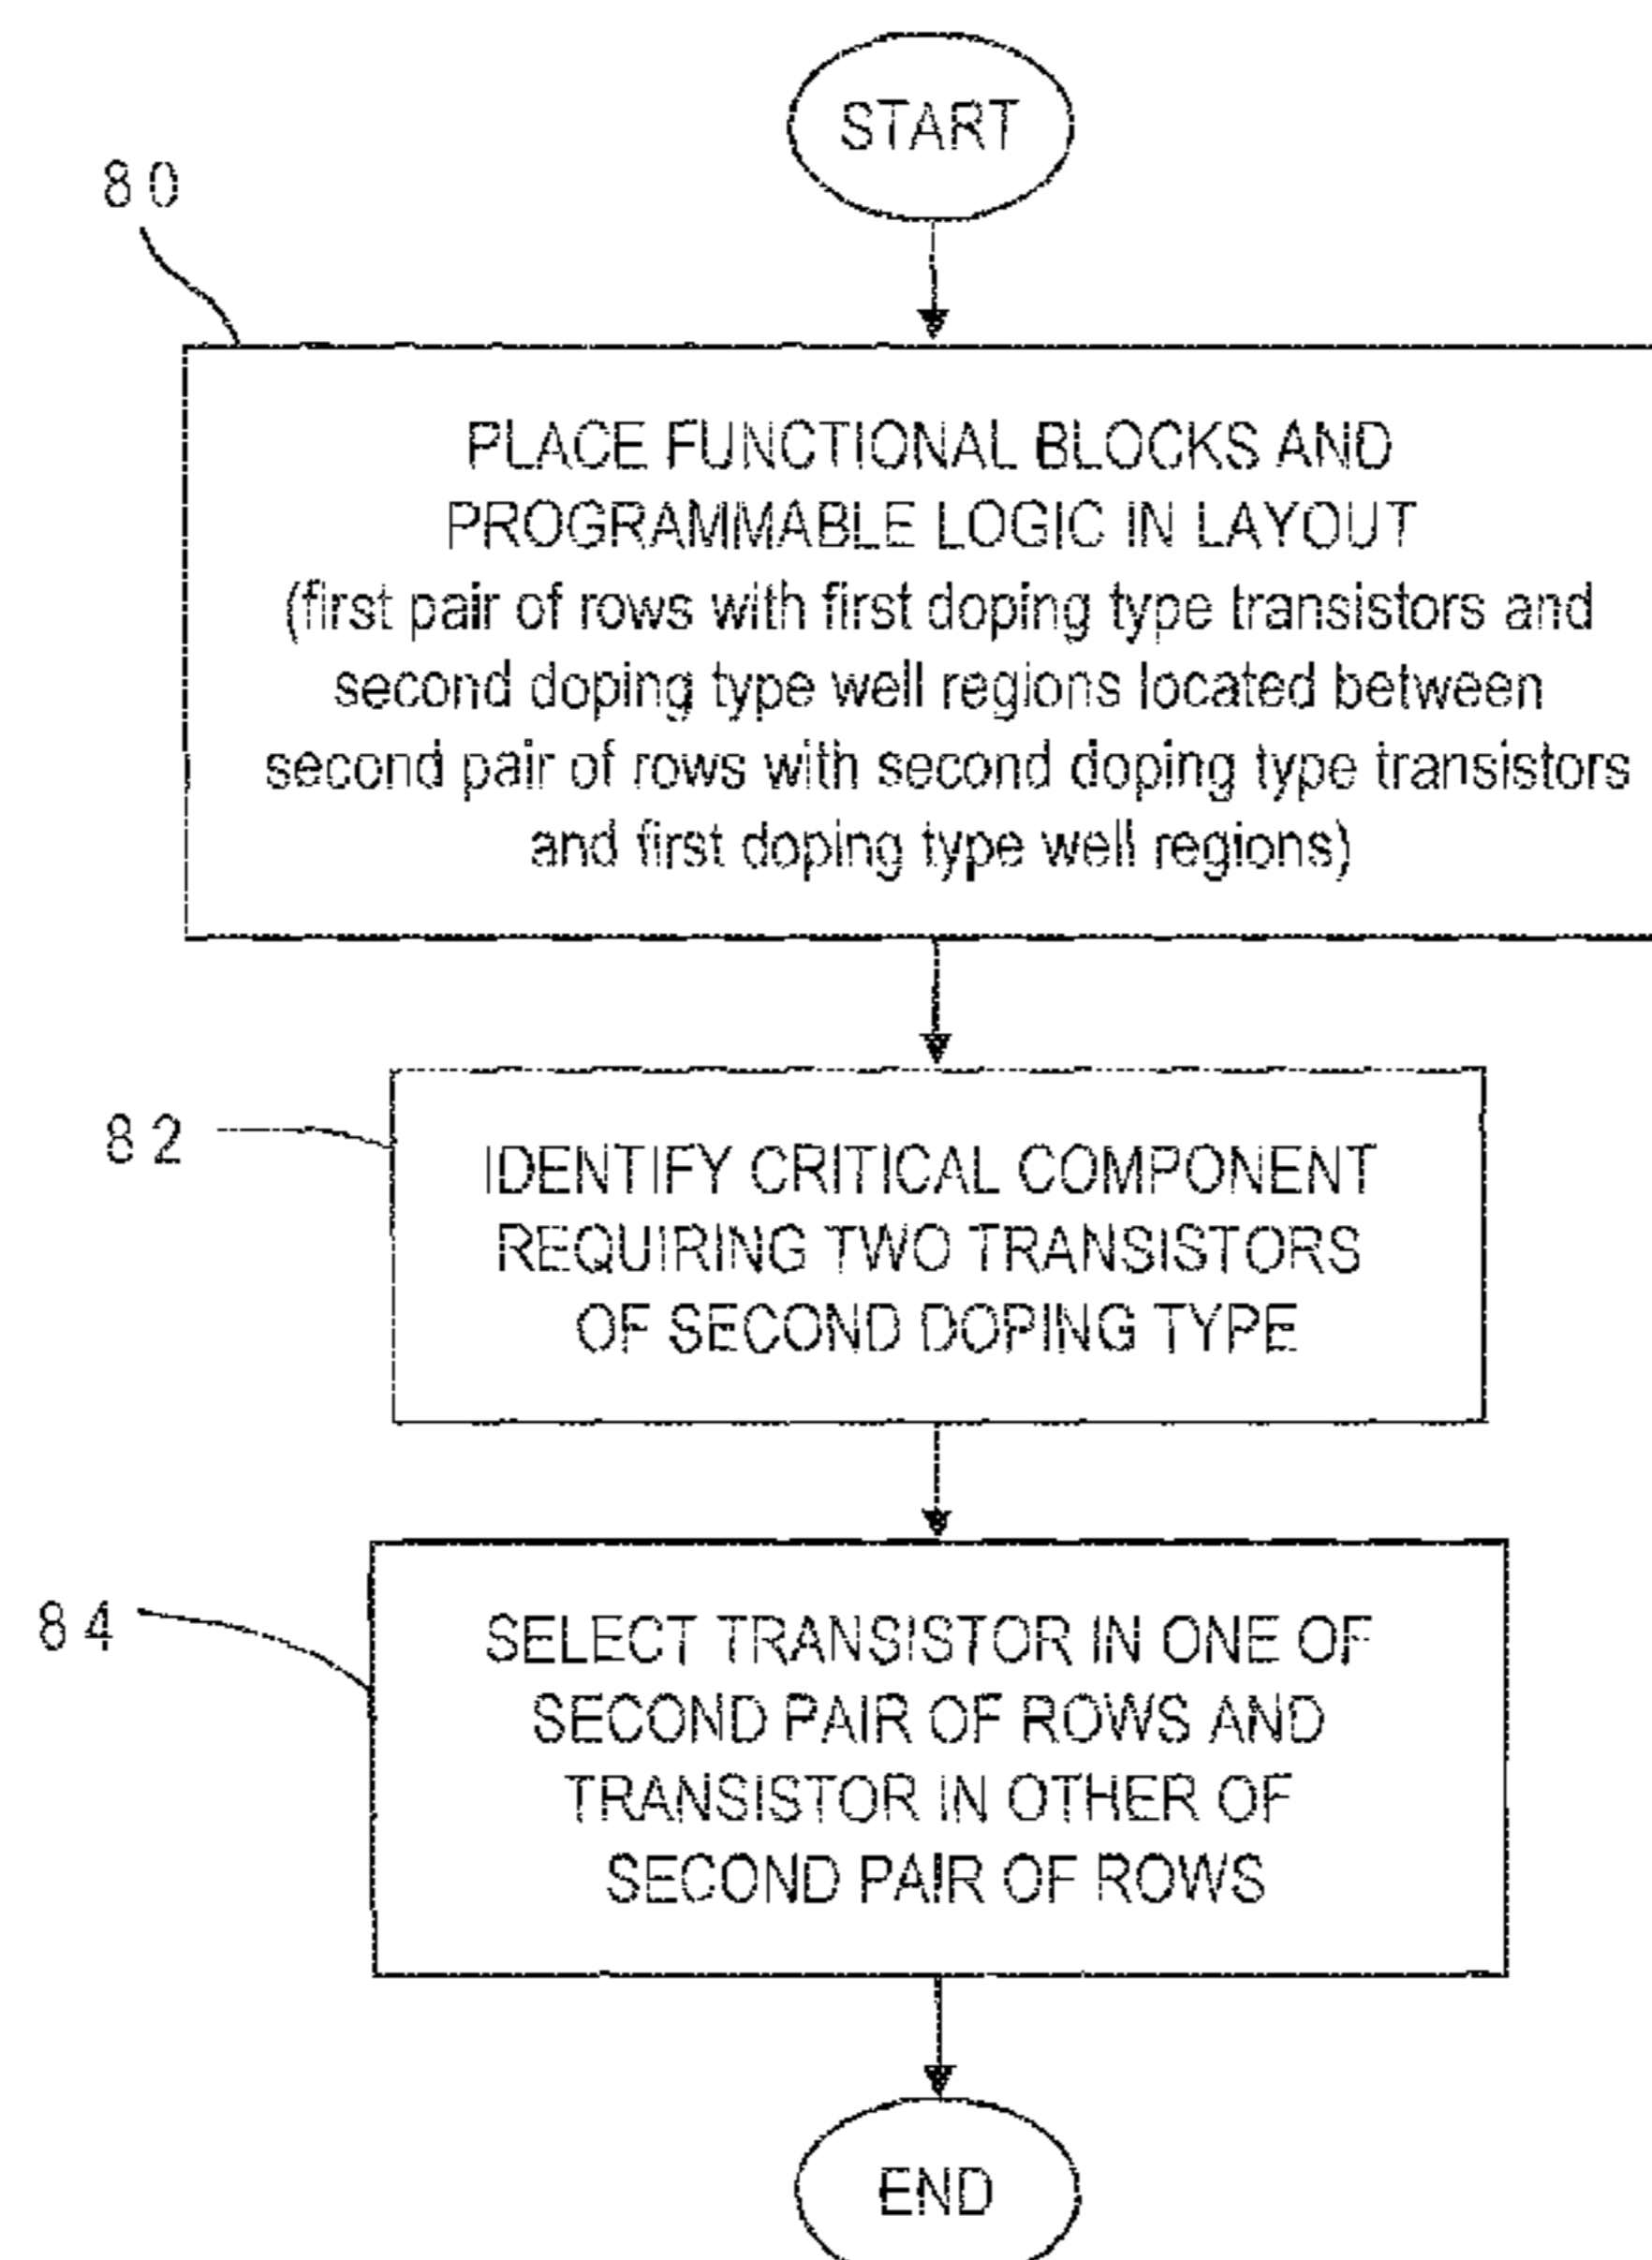 START
80
PLACE FUNCTIONAL BLOCKS AND
PROGRAMMABLE LOGIC IN LAYOUT
(first pair of rows with first doping type transistors and
second doping type well regions located between
second pair of rows with second doping type transistors
and first doping type well regions)
82
IDENTIFY CRITICAL COMPONENT
REQUIRING TWO TRANSISTORS
OF SECOND DOPING TYPE
84
SELECT TRANSISTOR IN ONE OF
SECOND PAIR OF ROWS AND
TRANSISTOR IN OTHER OF
SECOND PAIR OF ROWS
END